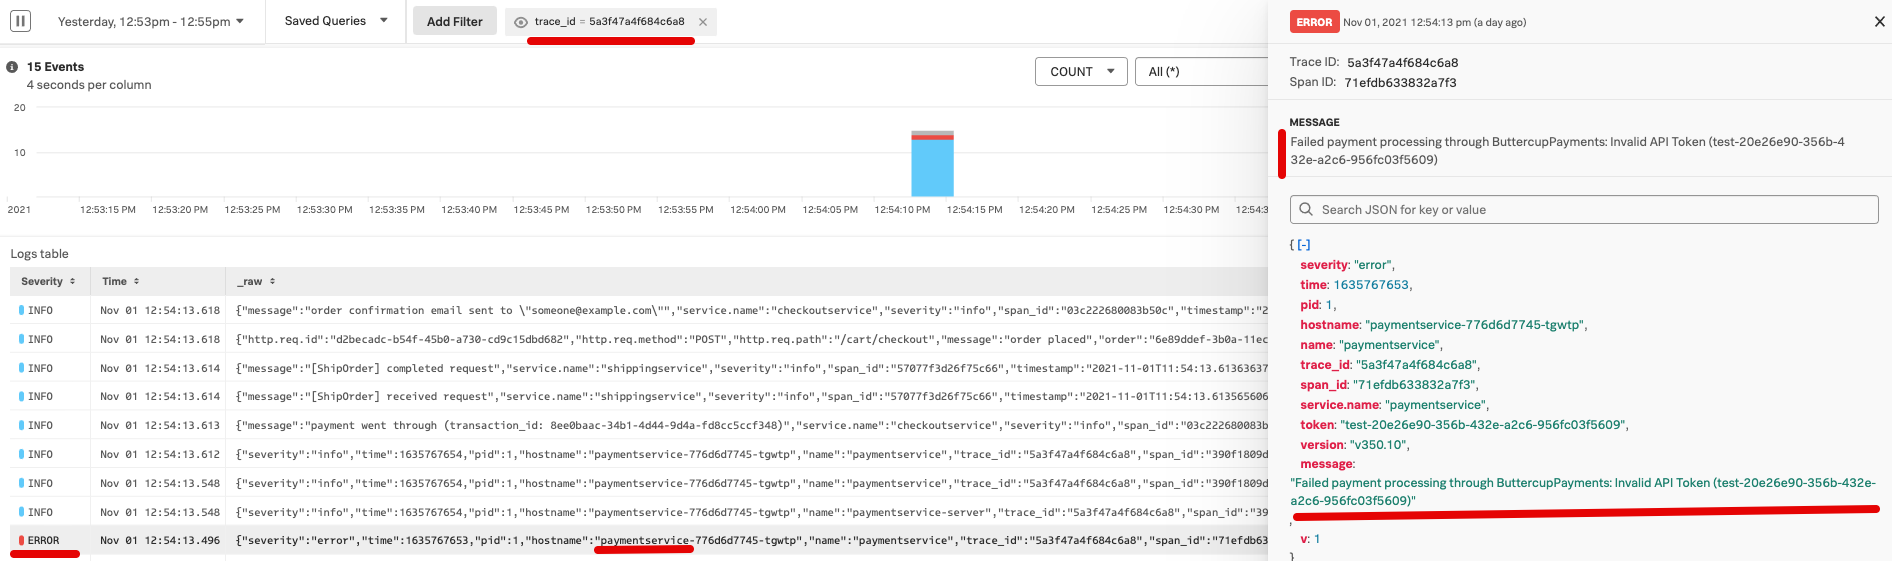 Yesterday, 12:53pm - 12:55pm
Saved Queries
Add Filter
trace_id = 5a3f47a4f684c6a8
15 Events
4 seconds per column
COUNT
All (*)
20
10
2021
12:53:15 PM
12:53:20 PM
12:53:25 PM
12:53:30 PM
12:53:35 PM
12:53:40 PM
12:53:45 PM
12:53:50 PM
12:53:55 PM
12:54:00 PM
12:54:05 PM
12:54:10 PM
12:54:15 PM
12:54:20 PM
12:54:25 PM
12:54:30 PM
12:54:3
Logs table
Severity Time _raw
INFO Nov 01 12:54:13.618 {"message":"order confirmation email sent to \"someone@example.com\"","service.name":"checkoutservice","severity":"info","span_id":"03c222680083b50c","timestamp":"2
INFO Nov 01 12:54:13.618 {"http.req.id":"d2becadc-b54f-45b0-a730-cd9c15dbd682","http.req.method":"POST","http.req.path":"/cart/checkout","message":"order placed","order":"6e89ddef-3b0a-11ec
INFO Nov 01 12:54:13.614 {"message":"[ShipOrder] completed request","service.name":"shippingservice","severity":"info","span_id":"57077f3d26f75c66","timestamp":"2021-11-01T11:54:13.61363637
INFO Nov 01 12:54:13.614 {"message":"[ShipOrder] received request","service.name":"shippingservice","severity":"info","span_id":"57077f3d26f75c66","timestamp":"2021-11-01T11:54:13.613565606
INFO Nov 01 12:54:13.613 {"message":"payment went through (transaction_id: 8ee0baac-34b1-4d44-9d4a-fd8cc5ccf348)","service.name":"checkoutservice","severity":"info","span_id":"03c222680083b
INFO Nov 01 12:54:13.612 {"severity":"info","time":1635767654,"pid":1,"hostname":"paymentservice-776d6d7745-tgwtp","name":"paymentservice","trace_id":"5a3f47a4f684c6a8","span_id":"390f1809d
INFO Nov 01 12:54:13.548 {"severity":"info","time":1635767654,"pid":1,"hostname":"paymentservice-776d6d7745-tgwtp","name":"paymentservice","trace_id":"5a3f47a4f684c6a8","span_id":"390f1809d
INFO Nov 01 12:54:13.548 {"severity":"info","time":1635767654,"pid":1,"hostname":"paymentservice-776d6d7745-tgwtp","name":"paymentservice-server","trace_id":"5a3f47a4f684c6a8","span_id":"39
ERROR Nov 01 12:54:13.496 {"severity":"error","time":1635767653,"pid":1,"hostname":"paymentservice-776d6d7745-tgwtp","name":"paymentservice","trace_id":"5a3f47a4f684c6a8","span_id":"71efdb63
ERROR Nov 01, 2021 12:54:13 pm (a day ago)
Trace ID: 5a3f47a4f684c6a8
Span ID: 71efdb633832a7f3
MESSAGE
Failed payment processing through ButtercupPayments: Invalid API Token (test-20e26e90-356b-4
32e-a2c6-956fc03f5609)
Search JSON for key or value
{ [-]
severity: "error",
time: 1635767653,
pid: 1,
hostname: "paymentservice-776d6d7745-tgwtp",
name: "paymentservice",
trace_id: "5a3f47a4f684c6a8",
span_id: "71efdb633832a7f3",
service.name: "paymentservice",
token: "test-20e26e90-356b-432e-a2c6-956fc03f5609",
version: "v350.10",
message:
"Failed payment processing through ButtercupPayments: Invalid API Token (test-20e26e90-356b-432e-
a2c6-956fc03f5609)"
,
v: 1
}